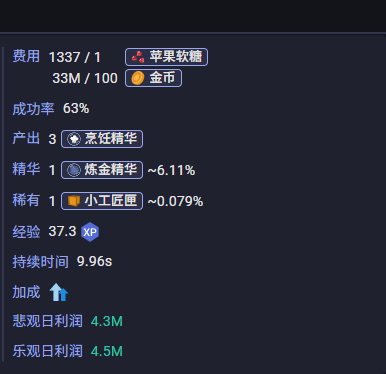 费用 1337 / 1 苹果软糖
33M / 100 金币
成功率 63%
产出 3 烹饪精华
精华 1 炼金精华 ~6.11%
稀有 1 小工匠匣 ~0.079%
经验 37.3 XP
持续时间 9.96s
加成
悲观日利润 4.3M
乐观日利润 4.5M